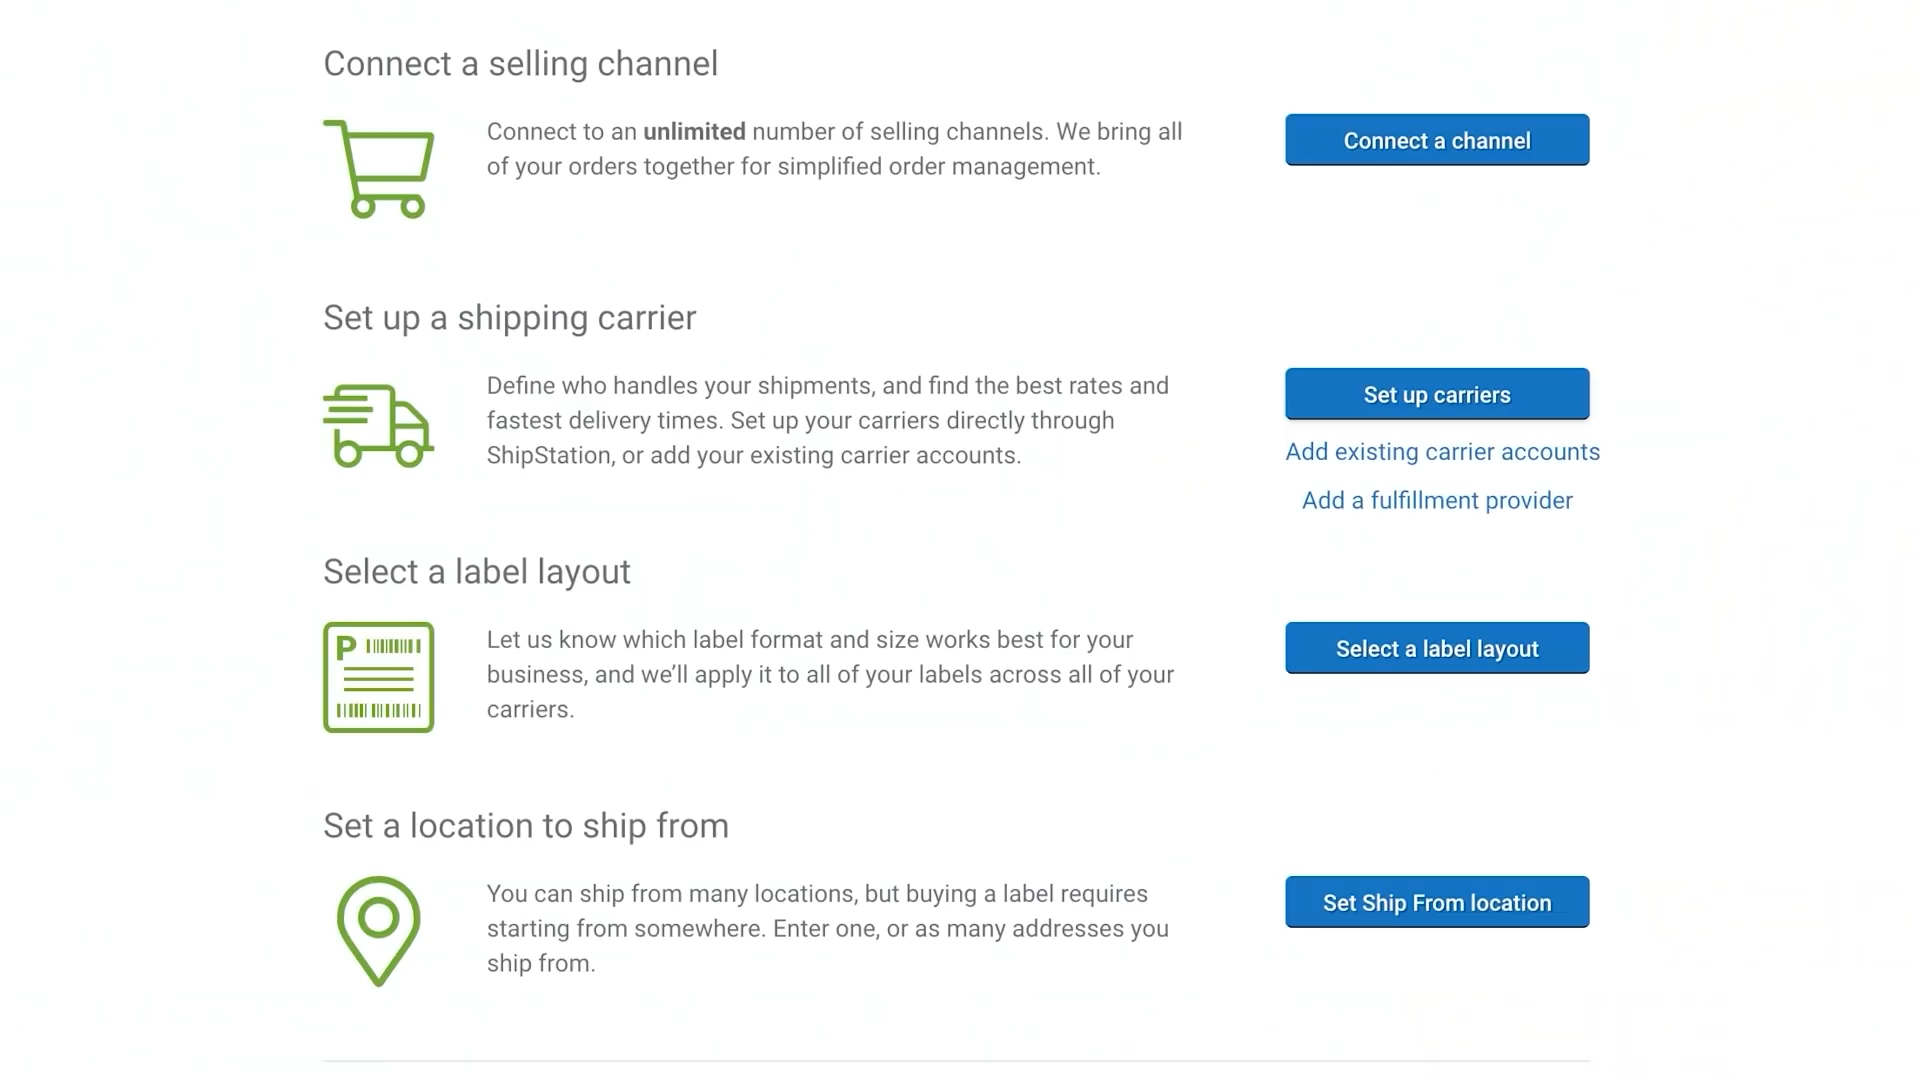 Connect a selling channel
Connect to an unlimited number of selling channels. We bring all
of your orders together for simplified order management.
Connect a channel
Set up a shipping carrier
Define who handles your shipments, and find the best rates and
fastest delivery times. Set up your carriers directly through
ShipStation, or add your existing carrier accounts.
Set up carriers
Add existing carrier accounts
Add a fulfillment provider
Select a label layout
P
Let us know which label format and size works best for your
business, and we’ll apply it to all of your labels across all of your
carriers.
Select a label layout
Set a location to ship from
You can ship from many locations, but buying a label requires
starting from somewhere. Enter one, or as many addresses you
ship from.
Set Ship From location